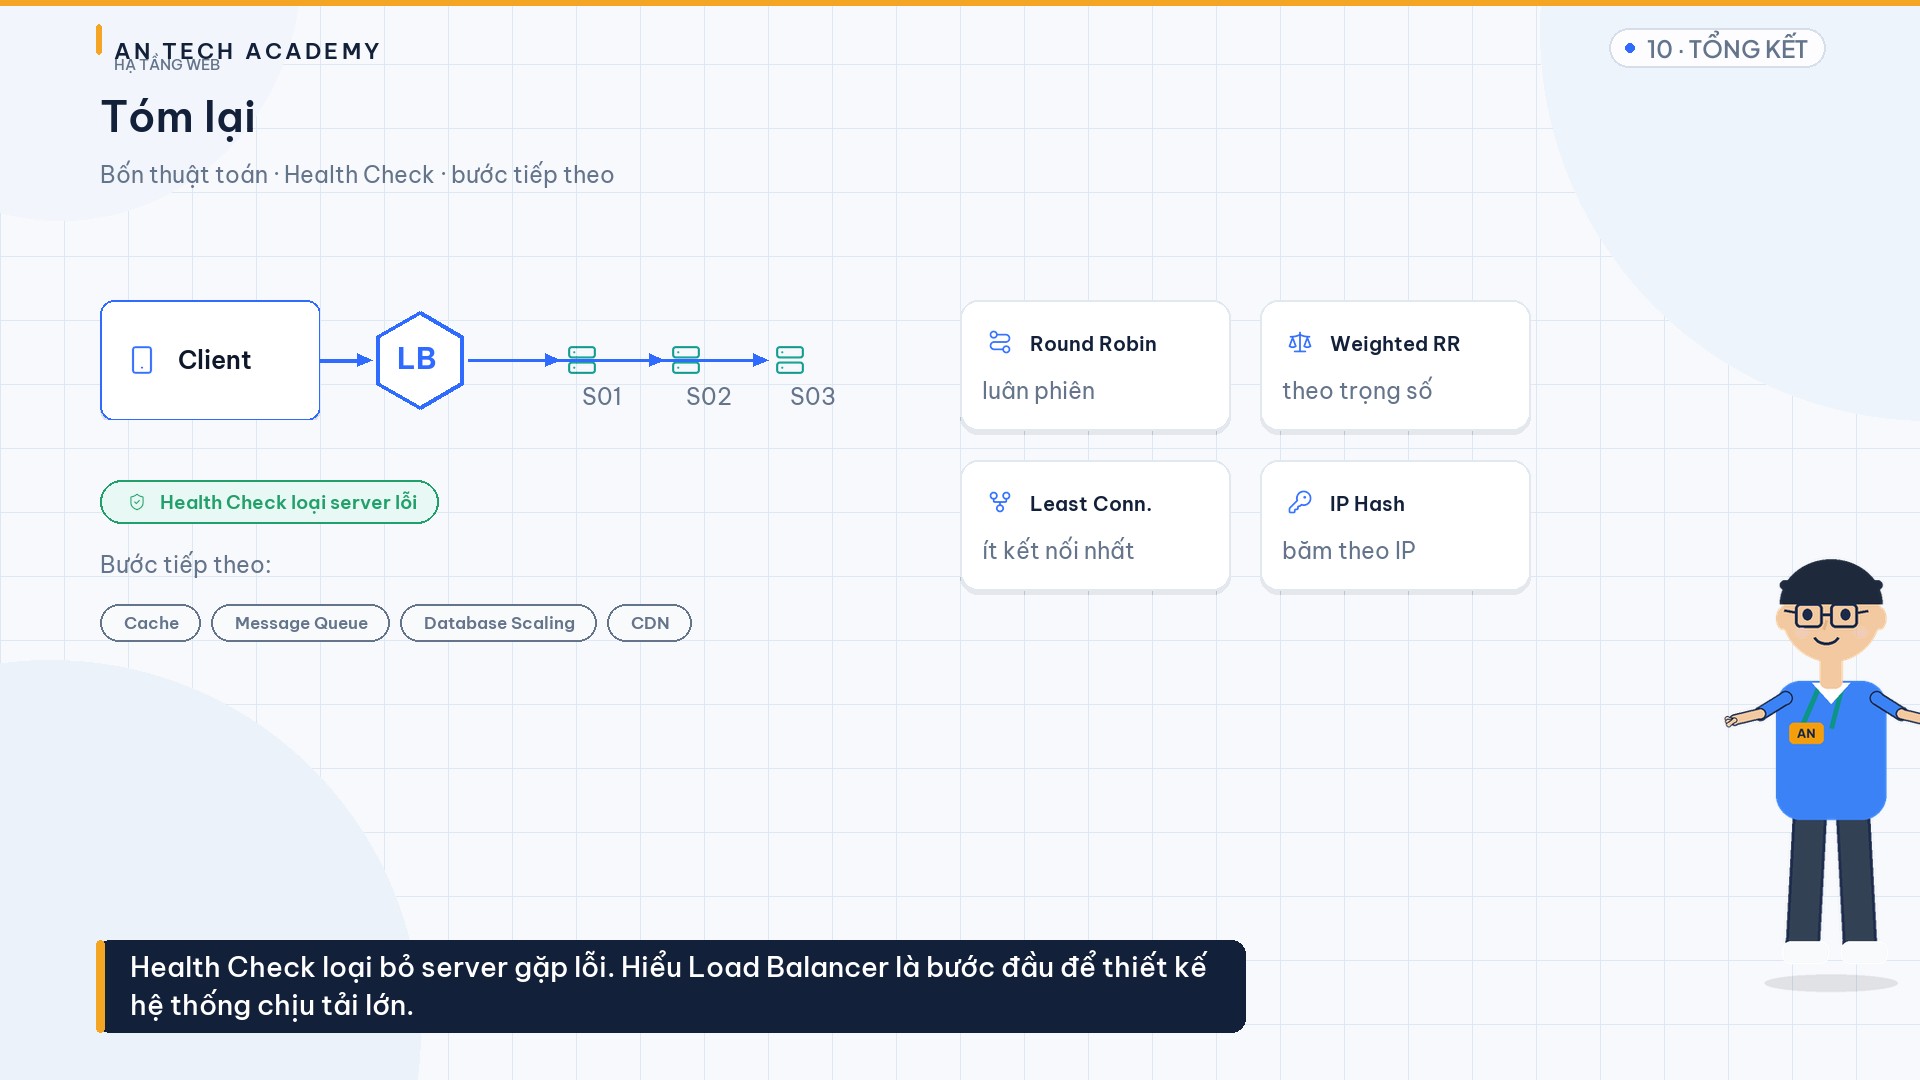 AN TECH ACADEMY
HẠ TẦNG WEB
10 · TỔNG KẾT
Tóm lại
Bốn thuật toán · Health Check · bước tiếp theo
Client
LB
S01
S02
S03
Health Check loại server lỗi
Bước tiếp theo:
Cache
Message Queue
Database Scaling
CDN
Round Robin
luân phiên
Weighted RR
theo trọng số
Least Conn.
ít kết nối nhất
IP Hash
băm theo IP
AN
Health Check loại bỏ server gặp lỗi. Hiểu Load Balancer là bước đầu để thiết kế
hệ thống chịu tải lớn.